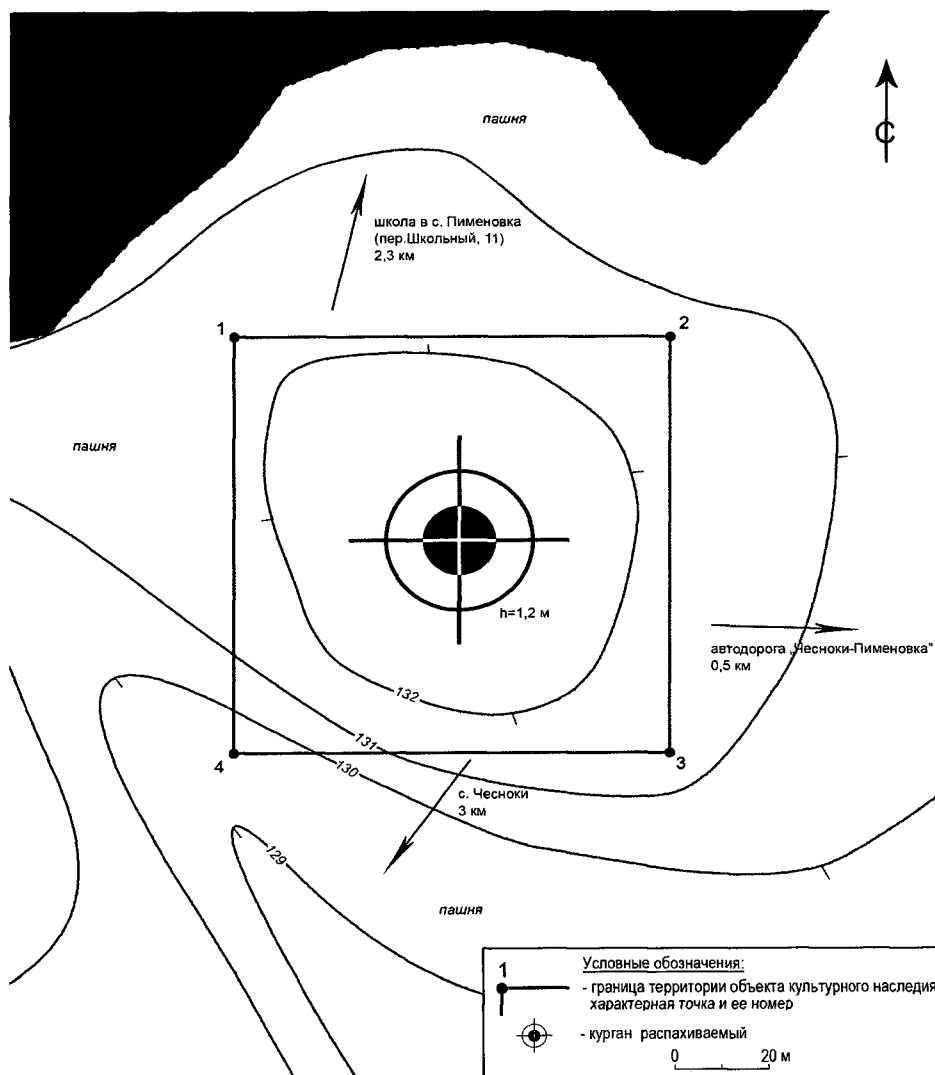 пашня
С
школа в с. Пименовка
(пер.Школьный, 11)
2,3 км
1
2
пашня
h=1,2 м
автодорога „Чесноки-Пименовка"
0,5 км
132
131
130
4
3
с. Чесноки
3 км
129
пашня
Условные обозначения:
1
- граница территории объекта культурного наследия
характерная точка и ее номер
- курган распахиваемый
0 20 м